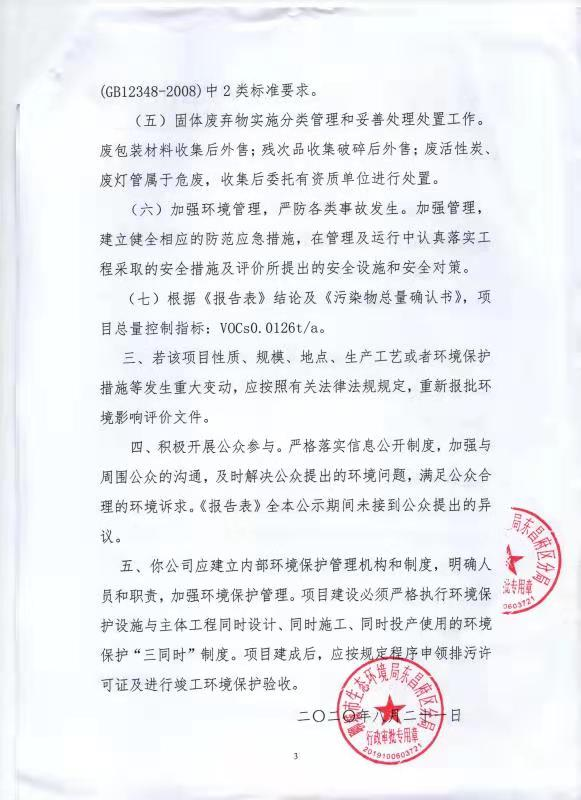 (GB12348-2008)中 2 类标准要求。
（五）固体废弃物实施分类管理和妥善处理处置工作。
废包装材料收集后外售；残次品收集破碎后外售；废活性炭、
废灯管属于危废，收集后委托有资质单位进行处置。
（六）加强环境管理，严防各类事故发生。加强管理，
建立健全相应的防范应急措施，在管理及运行中认真落实工
程采取的安全措施及评价所提出的安全设施和安全对策。
（七）根据《报告表》结论及《污染物总量确认书》，项
目总量控制指标：VOCs0.0126t/a。
三、若该项目性质、规模、地点、生产工艺或者环境保护
措施等发生重大变动，应按照有关法律法规规定，重新报批环
境影响评价文件。
四、积极开展公众参与。严格落实信息公开制度，加强与
周围公众的沟通，及时解决公众提出的环境问题，满足公众合
理的环境诉求。《报告表》全本公示期间未接到公众提出的异
议。
局东昌府区分局
批专用章
00603721
五、你公司应建立内部环境保护管理机构和制度，明确人
员和职责，加强环境保护管理。项目建设必须严格执行环境保
护设施与主体工程同时设计、同时施工、同时投产使用的环境
保护“三同时”制度。项目建成后，应按规定程序申领排污许
可证及进行竣工环境保护验收。
二〇二〇年八月二十一日
市生态环境局东昌府区分局
行政审批专用章
2019100603721
3